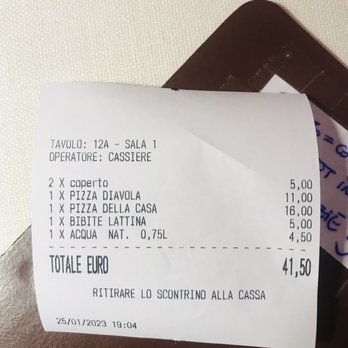 TAVOLO: 12A - SALA 1
OPERATORE: CASSIERE
2 X coperto 5,00
1 X PIZZA DIAVOLA 11,00
1 X PIZZA DELLA CASA 16,00
1 X BIBITE LATTINA 5,00
1 X ACQUA NAT. 0,75L 4,50
TOTALE EURO 41,50
RITIRARE LO SCONTRINO ALLA CASSA
25/01/2023 19:04